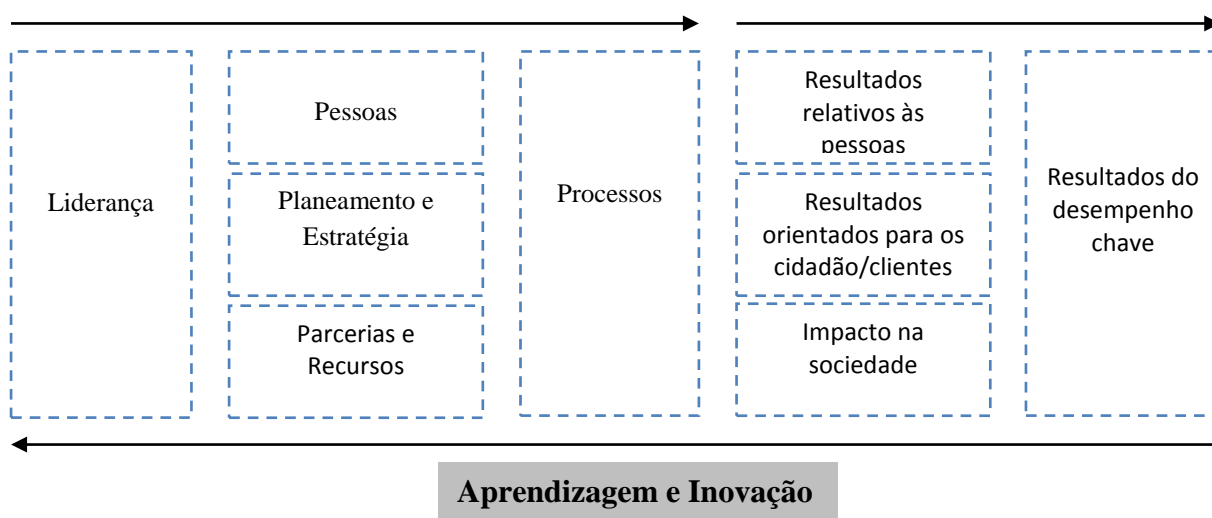 Liderança
Pessoas
Planeamento e
Estratégia
Parcerias e
Recursos
Processos
Resultados
relativos às
pessoas
Resultados
orientados para os
cidadão/clientes
Impacto na
sociedade
Resultados do
desempenho
chave
Aprendizagem e Inovação